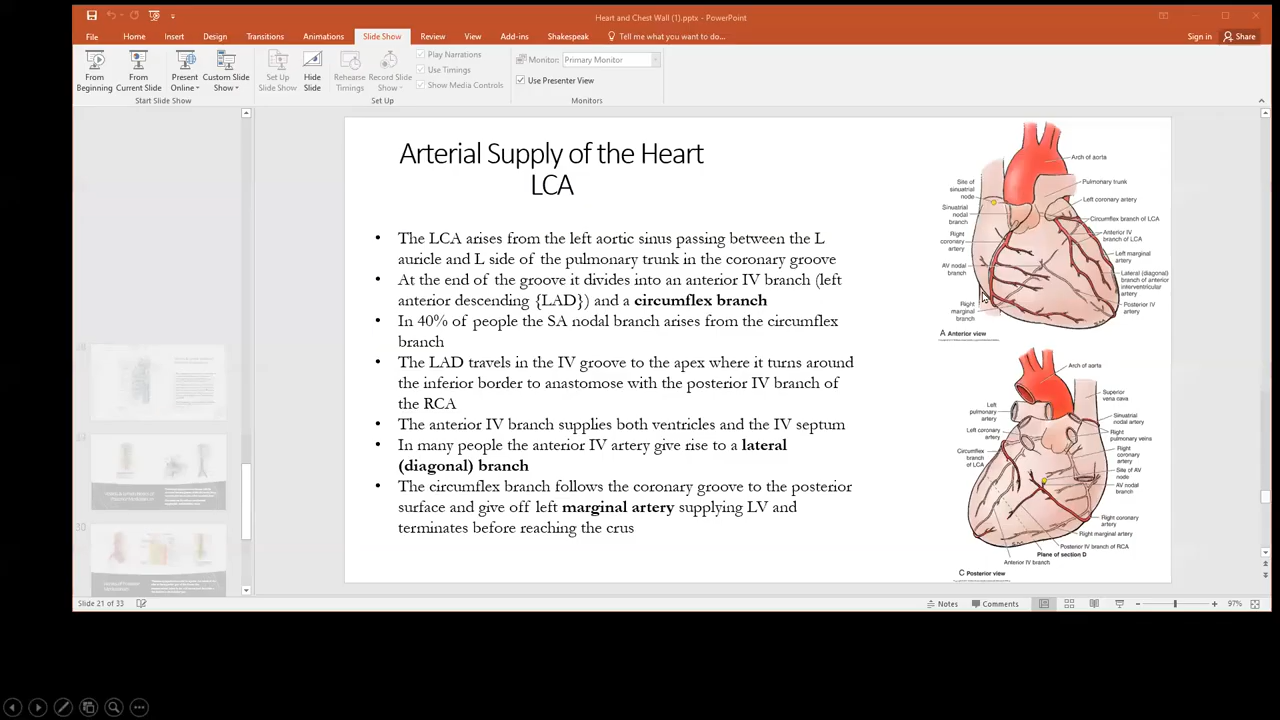 Heart and Chest Wall (1).pptx - PowerPoint
File Home Insert Design Transitions Animations Slide Show Review View Add-ins Shakespeak Tell me what you want to do... Sign in Share
From Beginning
From Current Slide
Present Online
Custom Slide Show
Start Slide Show
Set Up Slide Show
Hide Slide
Rehearse Timings
Record Slide Show
Play Narrations
Use Timings
Show Media Controls
Set Up
Monitor: Primary Monitor
Use Presenter View
Monitors
Arterial Supply of the Heart
LCA
• The LCA arises from the left aortic sinus passing between the L
auricle and L side of the pulmonary trunk in the coronary groove
• At the end of the groove it divides into an anterior IV branch (left
anterior descending {LAD}) and a circumflex branch
• In 40% of people the SA nodal branch arises from the circumflex
branch
• The LAD travels in the IV groove to the apex where it turns around
the inferior border to anastomose with the posterior IV branch of
the RCA
• The anterior IV branch supplies both ventricles and the IV septum
• In many people the anterior IV artery give rise to a lateral
(diagonal) branch
• The circumflex branch follows the coronary groove to the posterior
surface and give off left marginal artery supplying LV and
terminates before reaching the crus
Arch of aorta
Site of
sinuatrial
node
Pulmonary trunk
Left coronary artery
Sinuatrial
nodal
branch
Circumflex branch of LCA
Right
coronary
artery
Anterior IV
branch of LCA
Left marginal
artery
AV nodal
branch
Lateral (diagonal)
branch of anterior
interventricular
artery
Right
marginal
branch
Posterior IV
artery
A Anterior view
Arch of aorta
Superior
vena cava
Left
pulmonary
artery
Sinuatrial
nodal artery
Left coronary
artery
Right
pulmonary veins
Circumflex
branch
of LCA
Right
coronary
artery
Site of AV
node
AV nodal
branch
Right coronary
artery
Right marginal artery
Posterior IV branch of RCA
Plane of section D
Anterior IV branch
C Posterior view
30
Slide 21 of 33
Notes Comments 97%